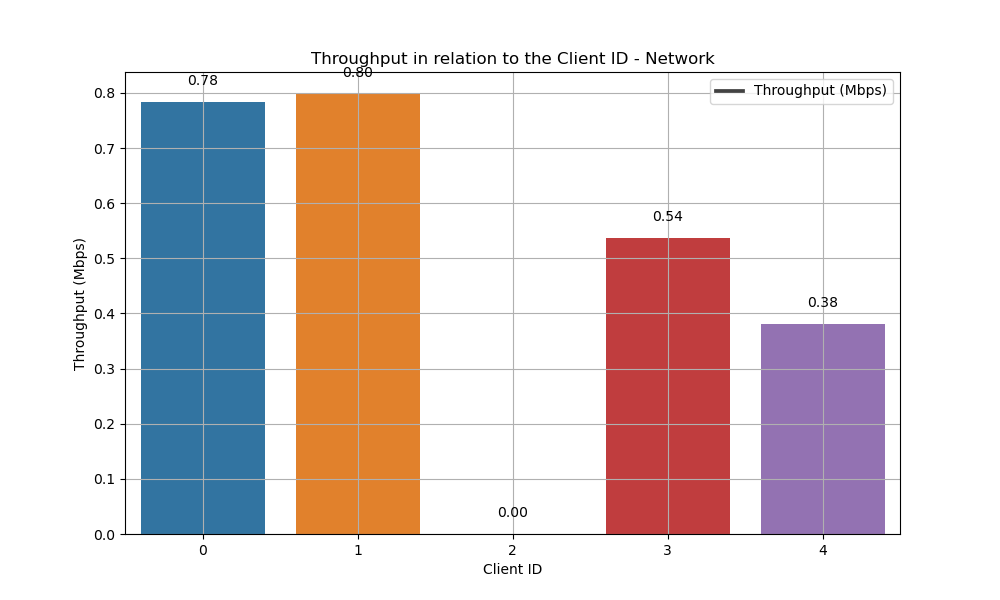 Throughput in relation to the Client ID - Network
0.78
0.80
0.00
0.54
0.38
Throughput (Mbps)
Throughput (Mbps)
0.8
0.7
0.6
0.5
0.4
0.3
0.2
0.1
0.0
0 1 2 3 4
Client ID